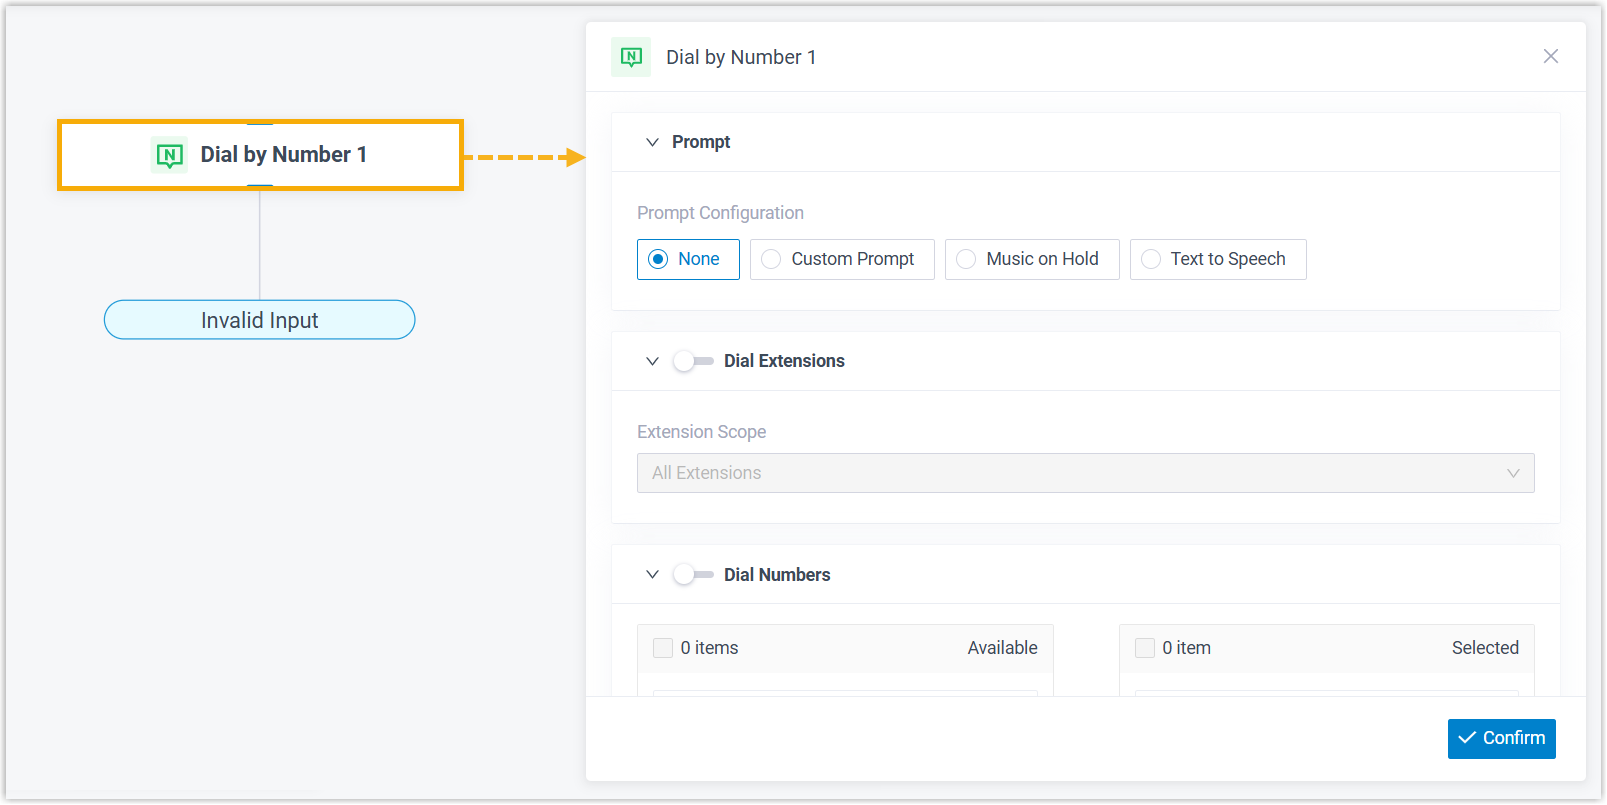 Dial by Number 1
Invalid Input
Dial by Number 1
Prompt
Prompt Configuration
None Custom Prompt Music on Hold Text to Speech
Dial Extensions
Extension Scope
All Extensions
Dial Numbers
0 items Available 0 item Selected
Confirm